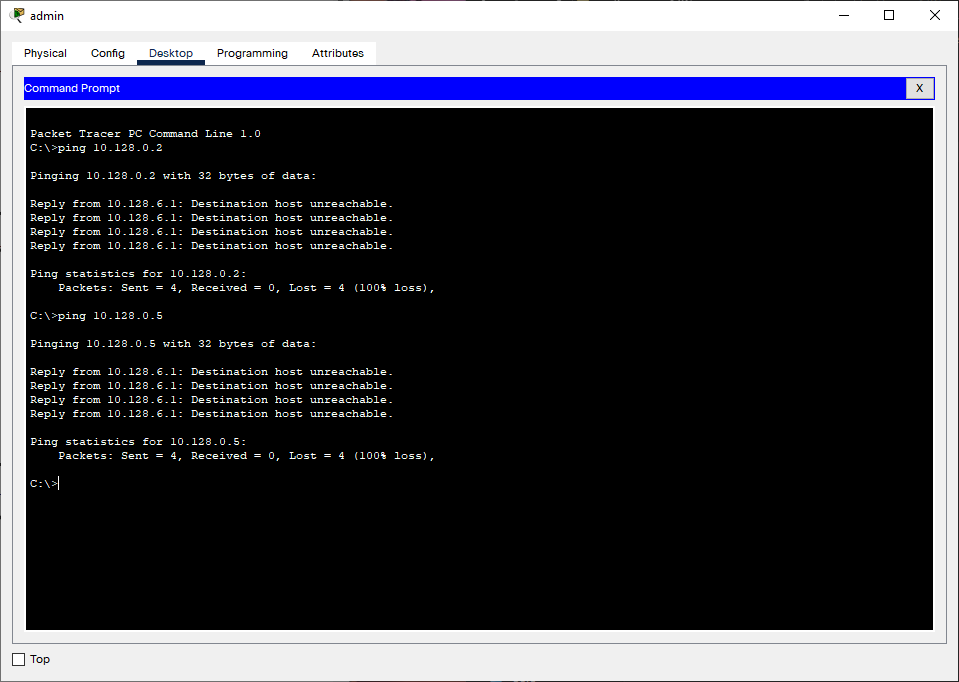 admin
Physical Config Desktop Programming Attributes
Command Prompt X
Packet Tracer PC Command Line 1.0
C:\>ping 10.128.0.2
Pinging 10.128.0.2 with 32 bytes of data:
Reply from 10.128.6.1: Destination host unreachable.
Reply from 10.128.6.1: Destination host unreachable.
Reply from 10.128.6.1: Destination host unreachable.
Reply from 10.128.6.1: Destination host unreachable.
Ping statistics for 10.128.0.2:
    Packets: Sent = 4, Received = 0, Lost = 4 (100% loss),
C:\>ping 10.128.0.5
Pinging 10.128.0.5 with 32 bytes of data:
Reply from 10.128.6.1: Destination host unreachable.
Reply from 10.128.6.1: Destination host unreachable.
Reply from 10.128.6.1: Destination host unreachable.
Reply from 10.128.6.1: Destination host unreachable.
Ping statistics for 10.128.0.5:
    Packets: Sent = 4, Received = 0, Lost = 4 (100% loss),
C:\>
Top